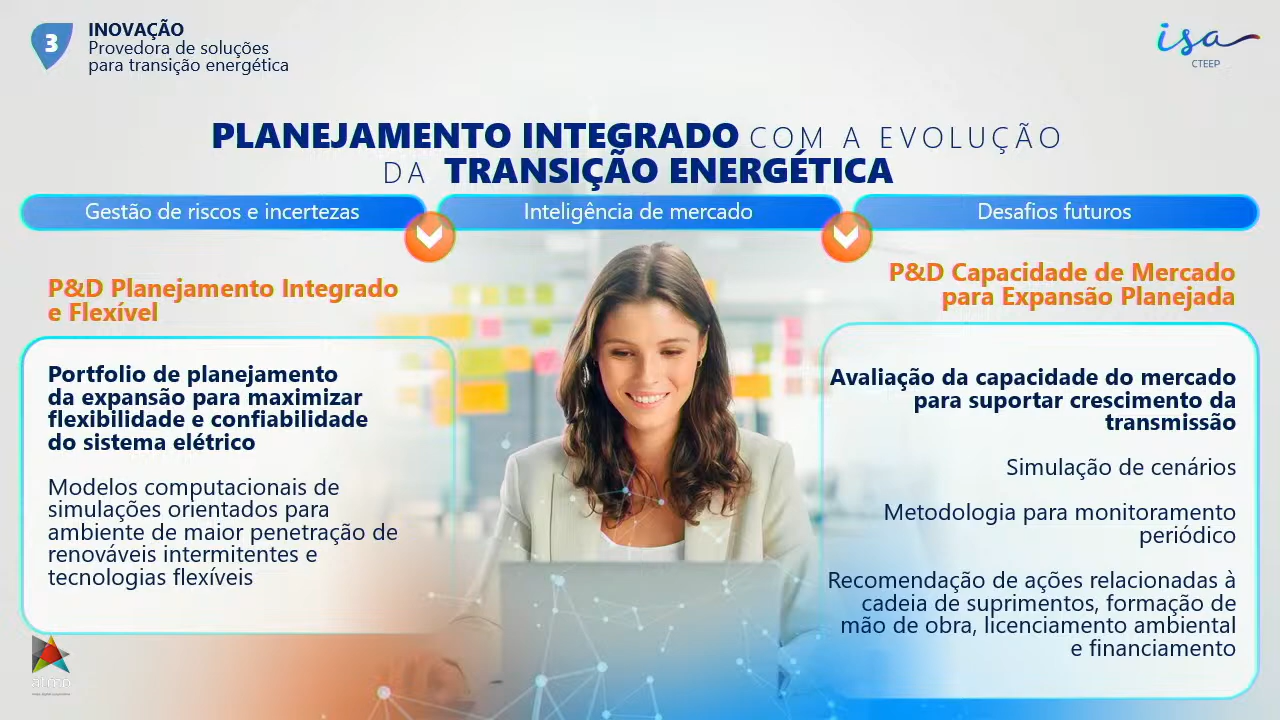 3
INOVAÇÃO
Provedora de soluções
para transição energética
isa
CTEEP
PLANEJAMENTO INTEGRADO COM A EVOLUÇÃO
DA TRANSIÇÃO ENERGÉTICA
Gestão de riscos e incertezas
Inteligência de mercado
Desafios futuros
P&D Planejamento Integrado
e Flexível
Portfolio de planejamento
da expansão para maximizar
flexibilidade e confiabilidade
do sistema elétrico
Modelos computacionais de
simulações orientados para
ambiente de maior penetração de
renováveis intermitentes e
tecnologias flexíveis
P&D Capacidade de Mercado
para Expansão Planejada
Avaliação da capacidade do mercado
para suportar crescimento da
transmissão
Simulação de cenários
Metodologia para monitoramento
periódico
Recomendação de ações relacionadas à
cadeia de suprimentos, formação de
mão de obra, licenciamento ambiental
e financiamento
atmo